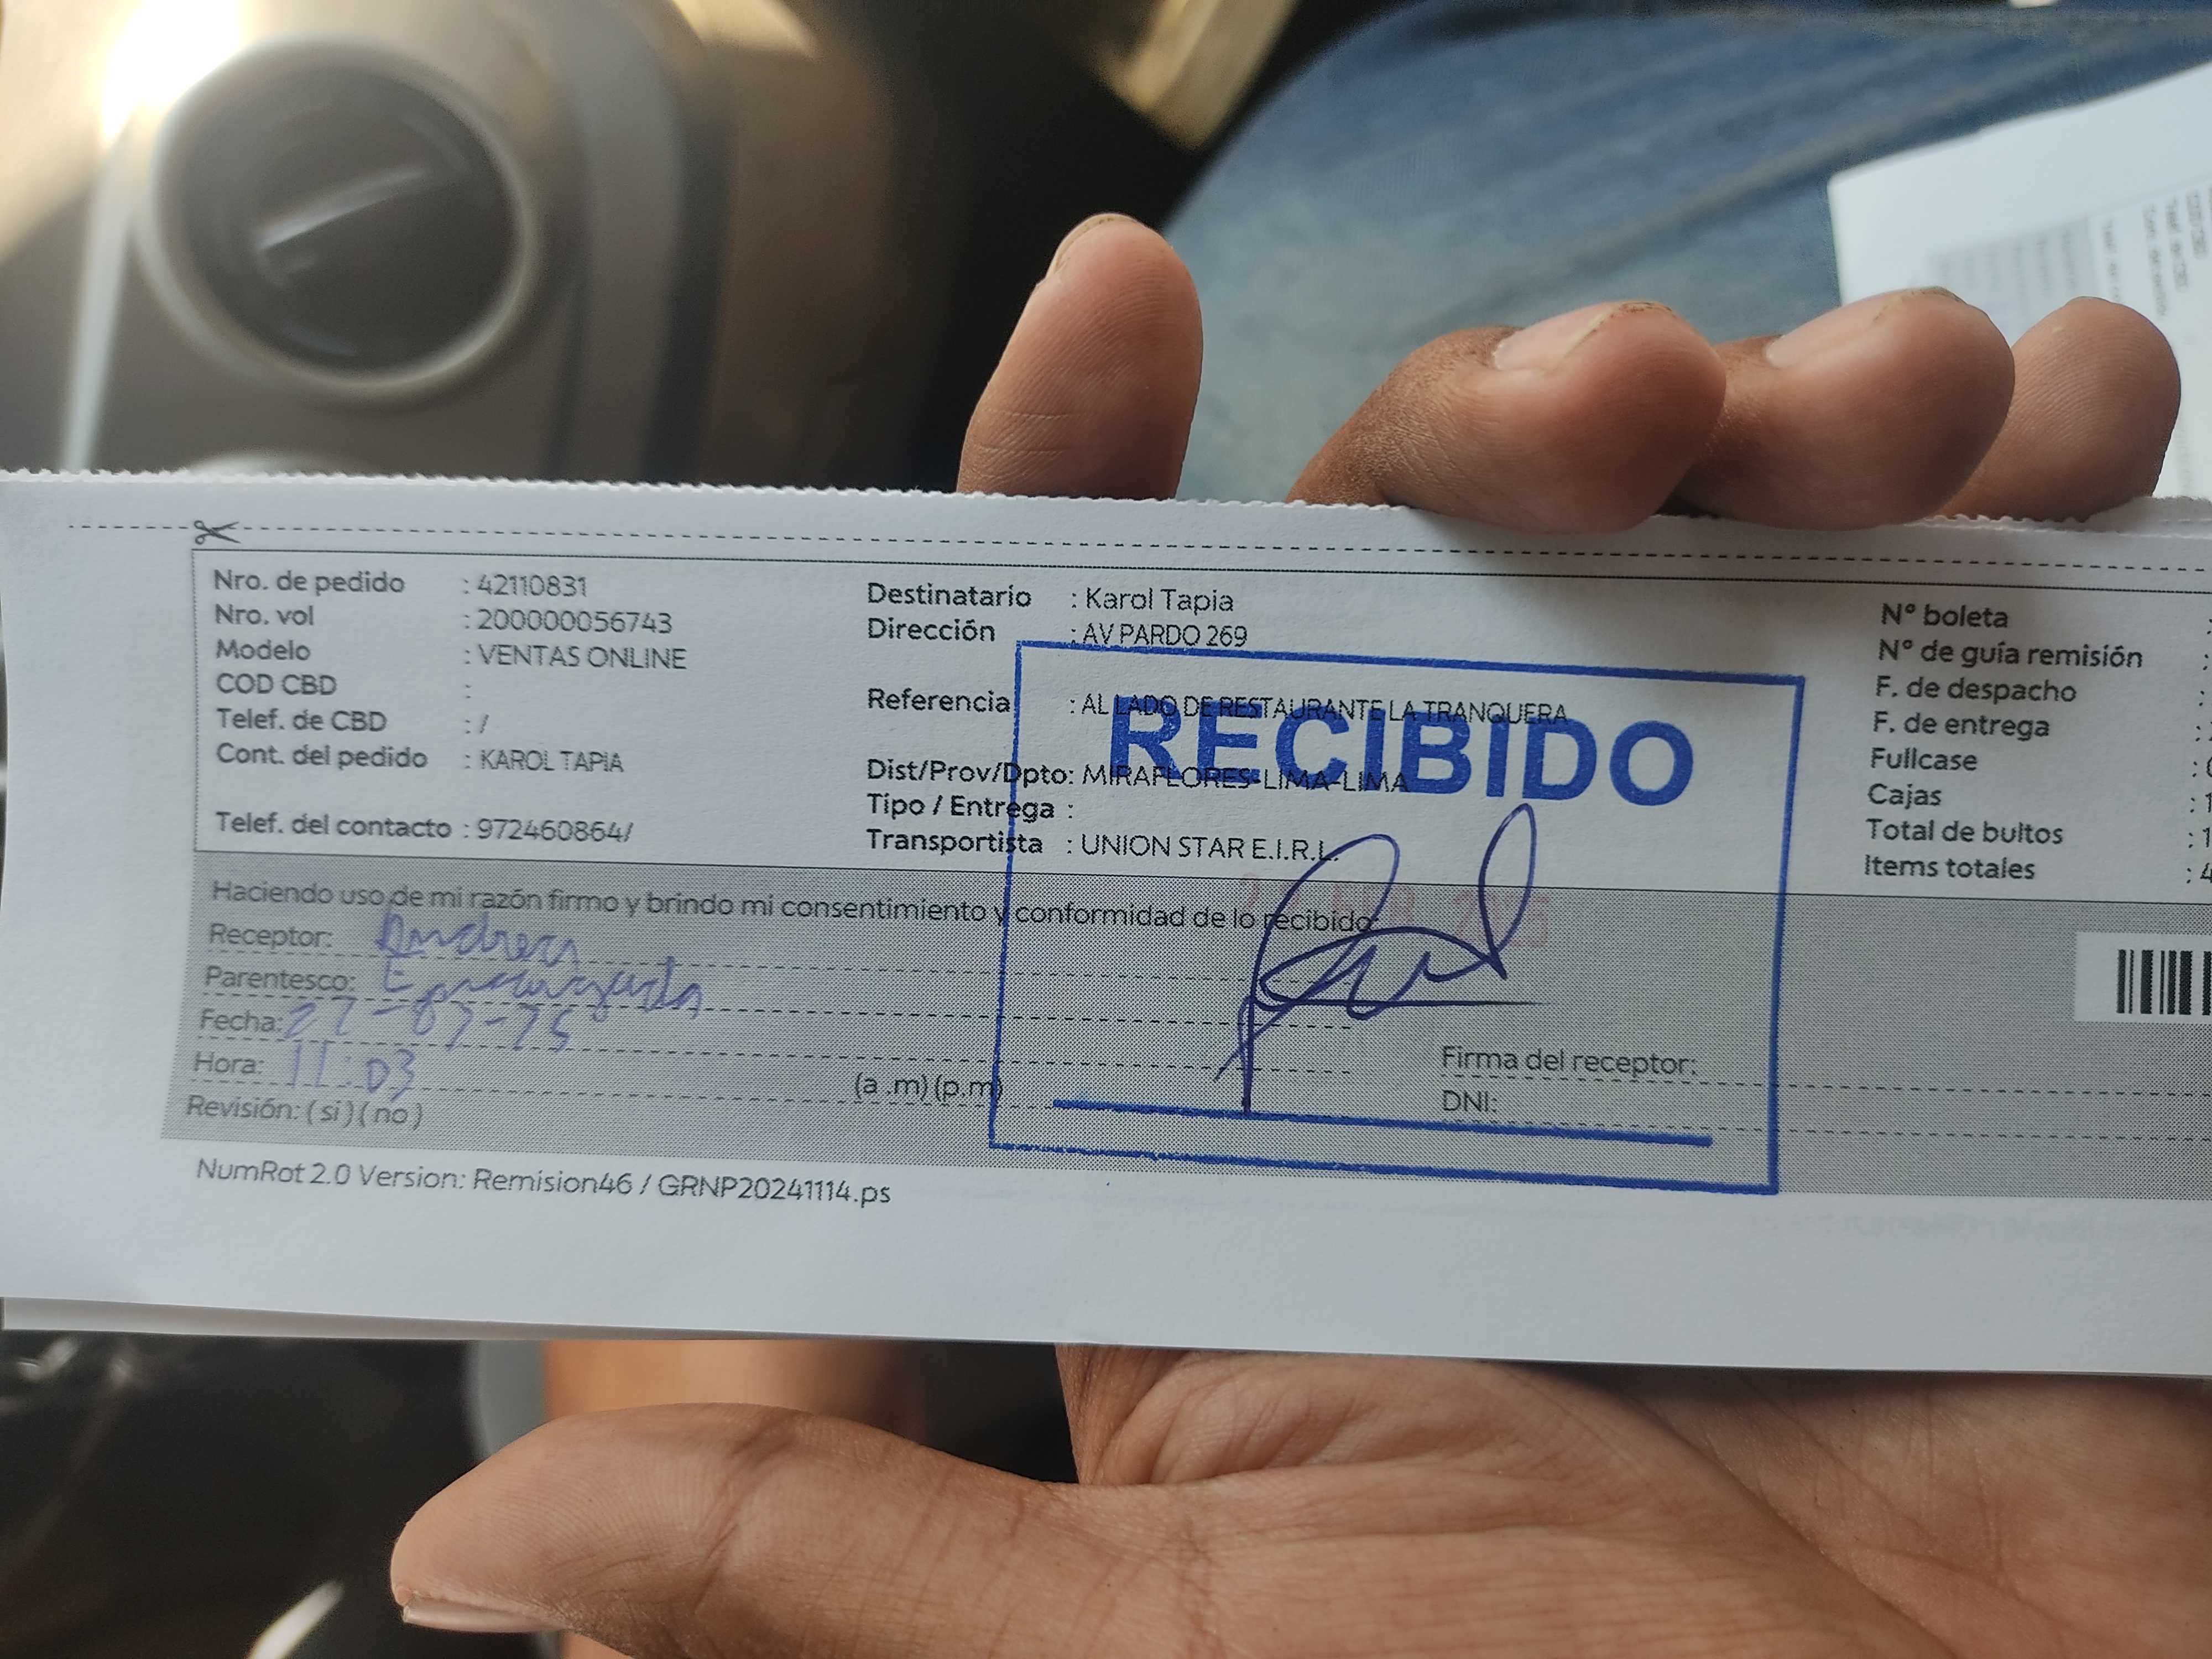 Nro. de pedido : 42110831
Nro. vol : 200000056743
Modelo : VENTAS ONLINE
COD CBD :
Telef. de CBD : /
Cont. del pedido : KAROL TAPIA
Telef. del contacto : 972460864/
Destinatario : Karol Tapia
Dirección : AV PARDO 269
Referencia : AL LADO DE RESTAURANTE LA TRANQUERA
Dist/Prov/Dpto: MIRAFLORES-LIMA-LIMA
Tipo / Entrega :
Transportista : UNION STAR E.I.R.L.
N° boleta :
N° de guía remisión :
F. de despacho :
F. de entrega :
Fullcase :
Cajas : 1
Total de bultos : 1
Items totales : 4
RECIBIDO
Haciendo uso de mi razón firmo y brindo mi consentimiento y conformidad de lo recibido:
Receptor: Andrea
Parentesco: Encargada
Fecha:
Hora: 11:03 (a .m) (p.m)
Revisión: ( si ) ( no )
Firma del receptor:
DNI:
NumRot 2.0 Version: Remision46 / GRNP20241114.ps